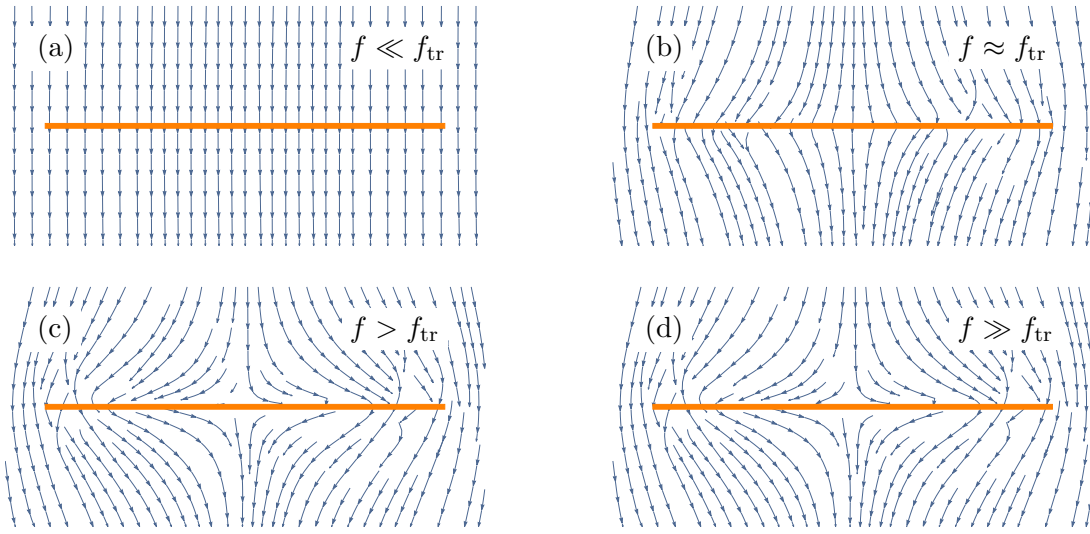 (a) f ≪ f_tr
(b) f ≈ f_tr
(c) f > f_tr
(d) f ≫ f_tr